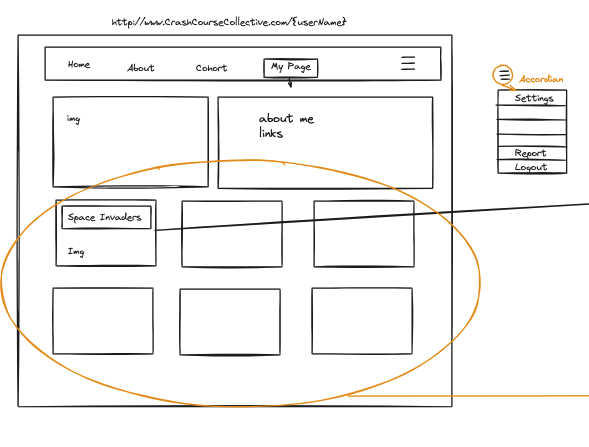 http://www.CrashCourseCollective.com/{userName}
Home
About
Cohort
My Page
Accordian
Settings
Report
Logout
img
about me
links
Space Invaders
Img